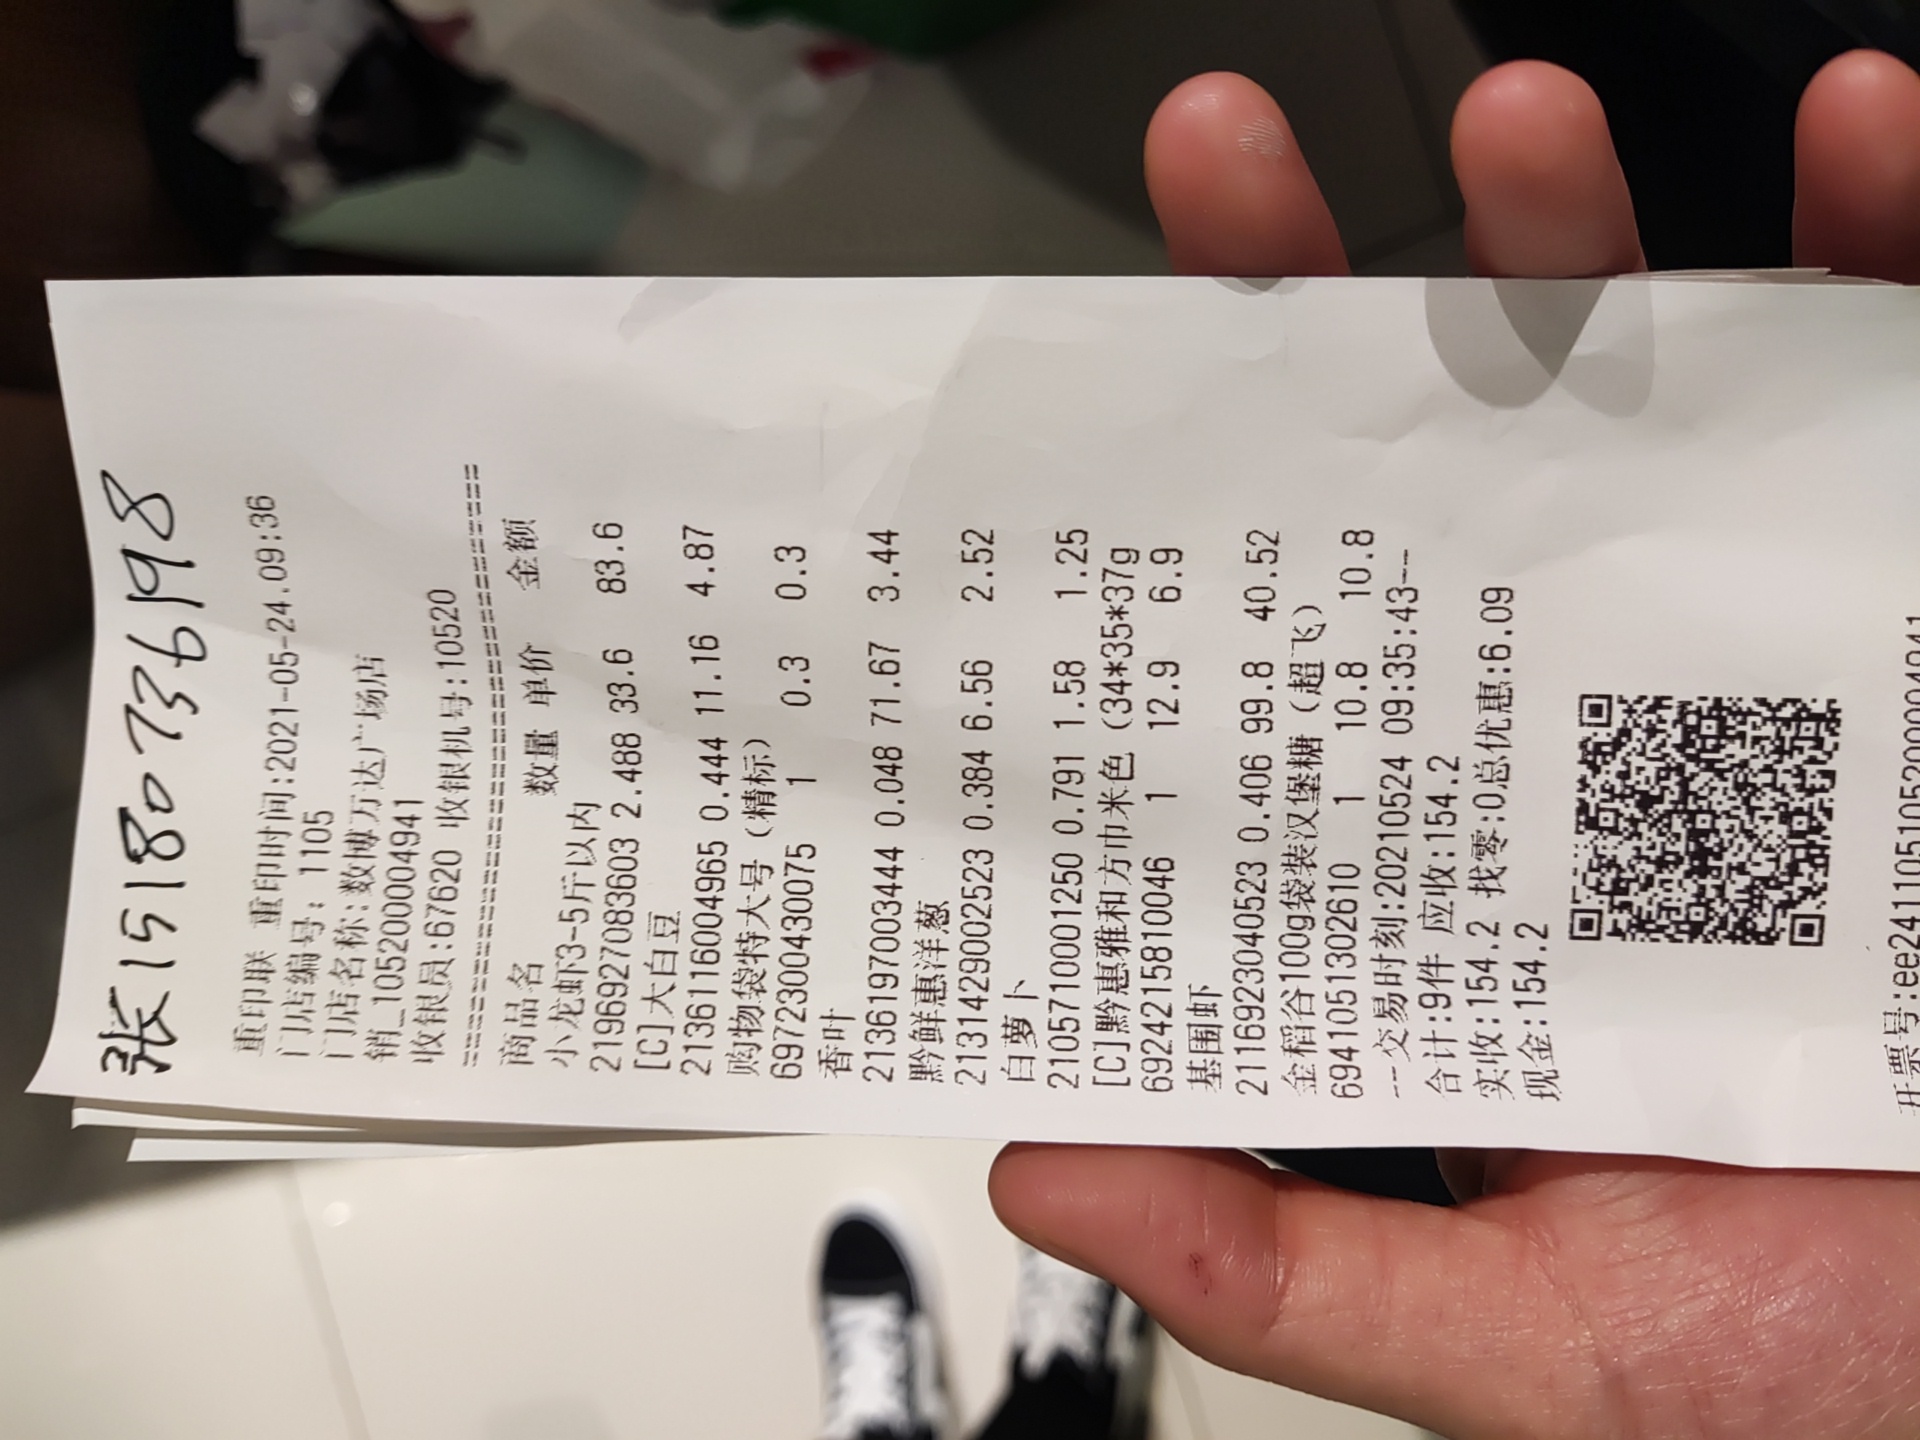 张15180736198
重印联 重印时间:2021-05-24.09:36
门店编号: 1105
门店名称:数博万达广场店
销_1052000004941
收银员:67620 收银机号:10520
商品名 数量 单价 金额
小龙虾3-5斤以内
2196927083603 2.488 33.6 83.6
[C]大白豆
2136116004965 0.444 11.16 4.87
购物袋特大号(精标)
6972300430075 1 0.3 0.3
香叶
2136197003444 0.048 71.67 3.44
黔鲜惠洋葱
2131429002523 0.384 6.56 2.52
白萝卜
2105710001250 0.791 1.58 1.25
[C]黔惠雅和方巾米色(34*35*37g
6924215810046 1 12.9 6.9
基围虾
2116923040523 0.406 99.8 40.52
金稻谷100g袋装汉堡糖(超飞)
6941051302610 1 10.8 10.8
--交易时刻:20210524 09:35:43--
合计:9件 应收:154.2
实收:154.2 找零:0总优惠:6.09
现金:154.2
开票号:ee2411051052000004941